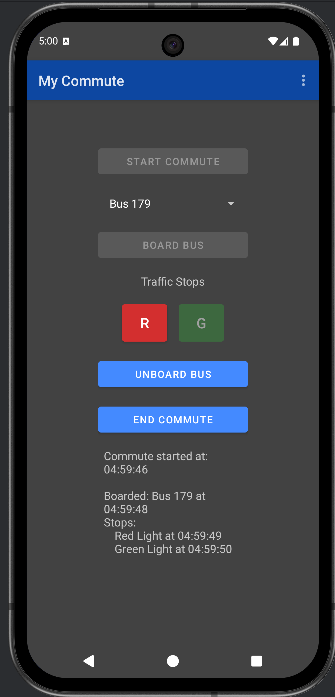 5:00
My Commute
START COMMUTE
Bus 179
BOARD BUS
Traffic Stops
R G
UNBOARD BUS
END COMMUTE
Commute started at:
04:59:46
Boarded: Bus 179 at
04:59:48
Stops:
Red Light at 04:59:49
Green Light at 04:59:50